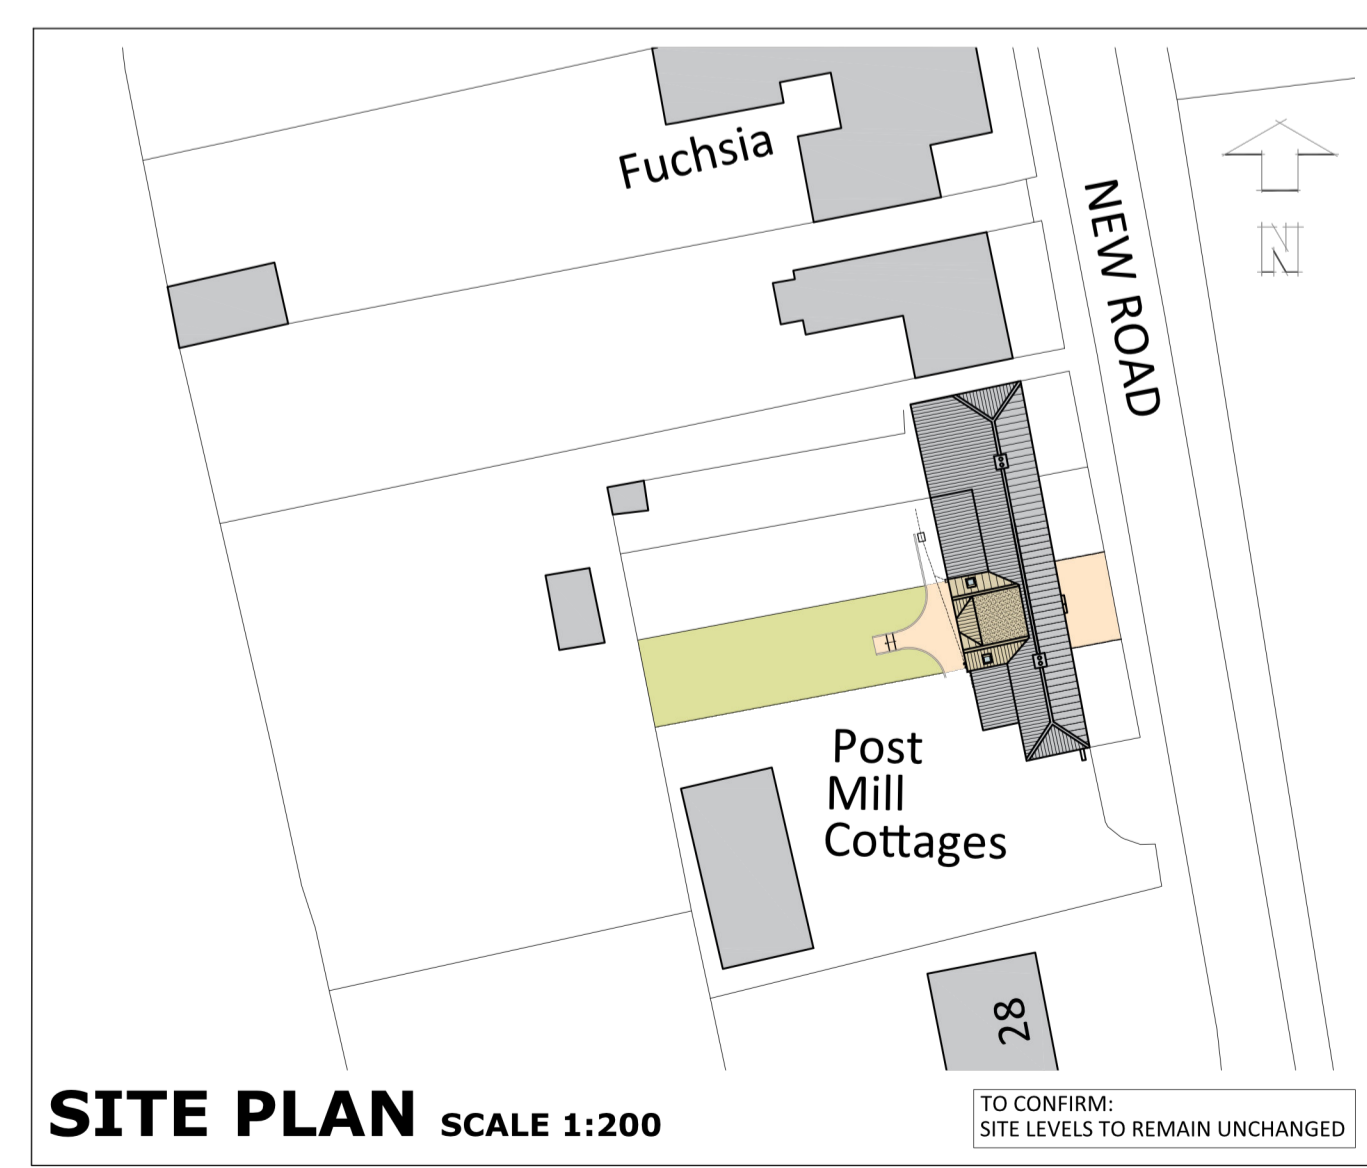 Fuchsia
N
NEW ROAD
Post
Mill
Cottages
28
SITE PLAN SCALE 1:200
TO CONFIRM:
SITE LEVELS TO REMAIN UNCHANGED